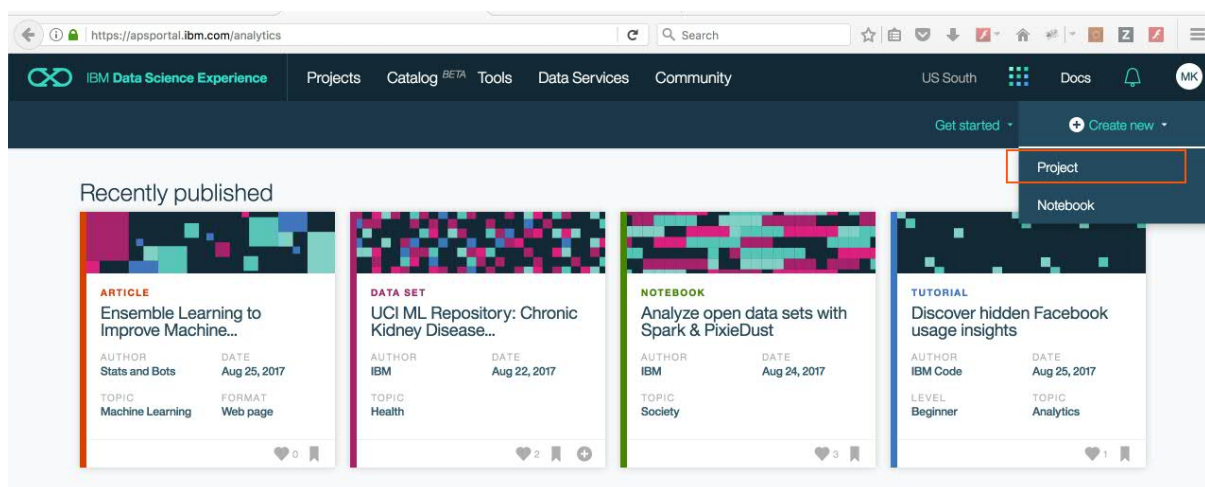 https://apsportal.ibm.com/analytics
Search
IBM Data Science Experience
Projects
Catalog BETA
Tools
Data Services
Community
US South
Docs
MK
Get started
Create new
Project
Notebook
Recently published
ARTICLE
Ensemble Learning to
Improve Machine...
AUTHOR DATE
Stats and Bots Aug 25, 2017
TOPIC FORMAT
Machine Learning Web page
0
DATA SET
UCI ML Repository: Chronic
Kidney Disease...
AUTHOR DATE
IBM Aug 22, 2017
TOPIC
Health
2
NOTEBOOK
Analyze open data sets with
Spark & PixieDust
AUTHOR DATE
IBM Aug 24, 2017
TOPIC
Society
3
TUTORIAL
Discover hidden Facebook
usage insights
AUTHOR DATE
IBM Code Aug 25, 2017
LEVEL TOPIC
Beginner Analytics
1